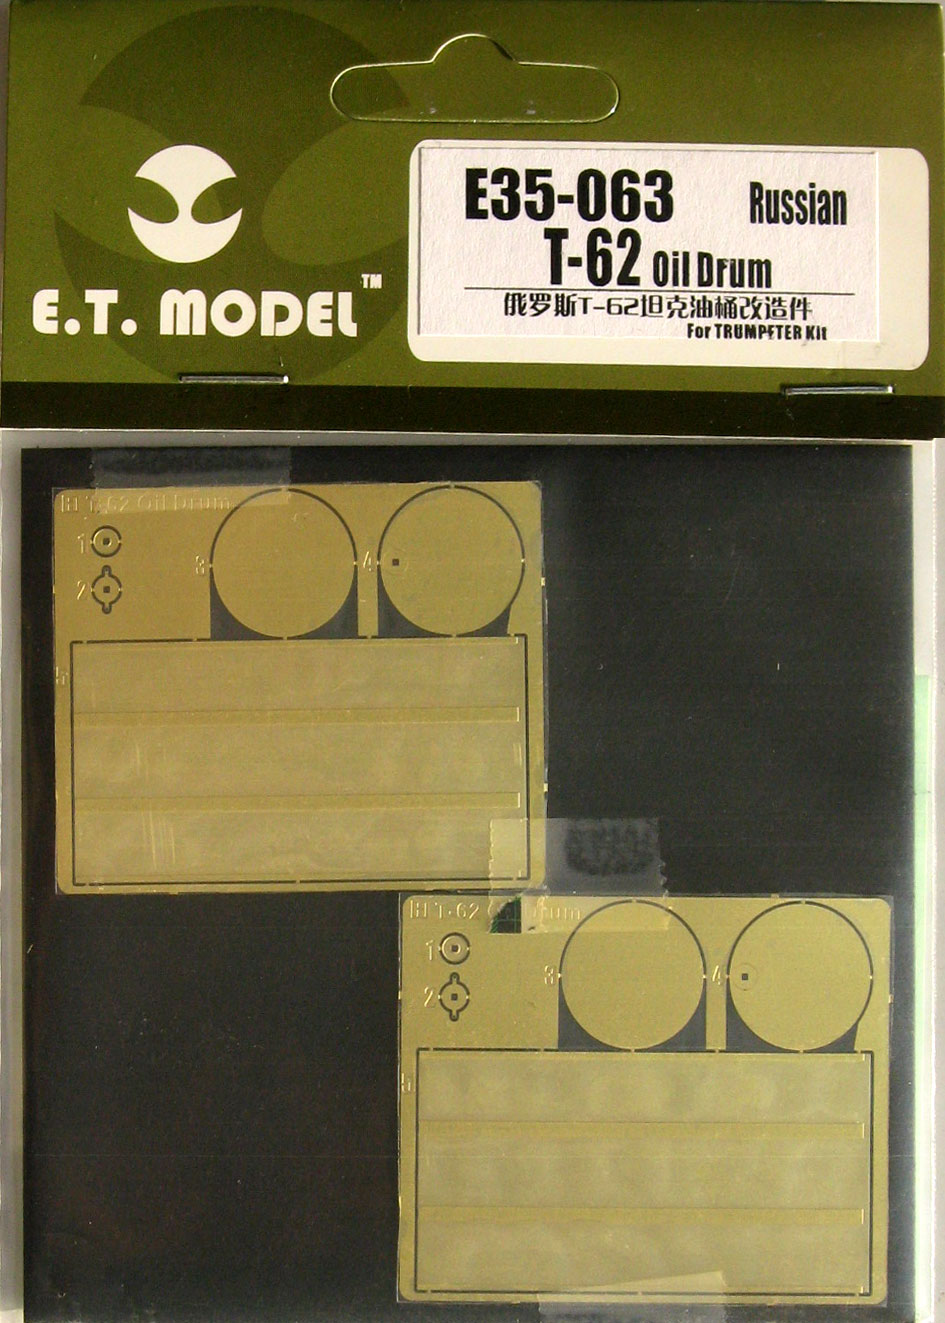 E35-063 Russian
T-62 Oil Drum
俄罗斯T-62坦克油桶改造件
For TRUMPETER Kit
E.T. MODEL™
T-62 Oil Drum
1
2
3
4
5
T-62 Drum
1
2
3
4
5